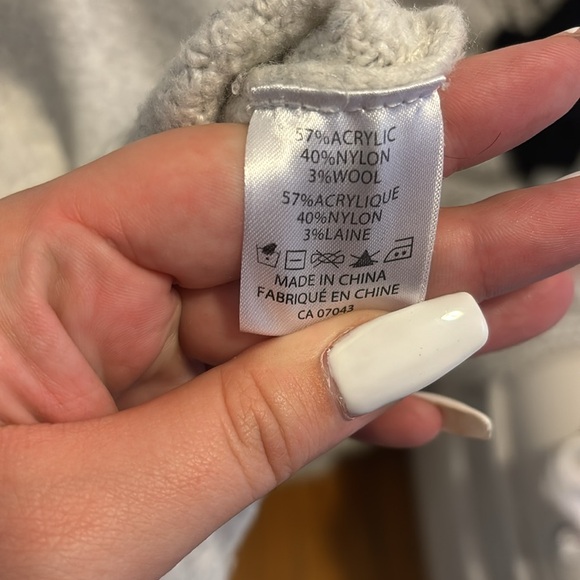 57%ACRYLIC
40%NYLON
3%WOOL
57%ACRYLIQUE
40%NYLON
3%LAINE
MADE IN CHINA
FABRIQUÉ EN CHINE
CA 07043